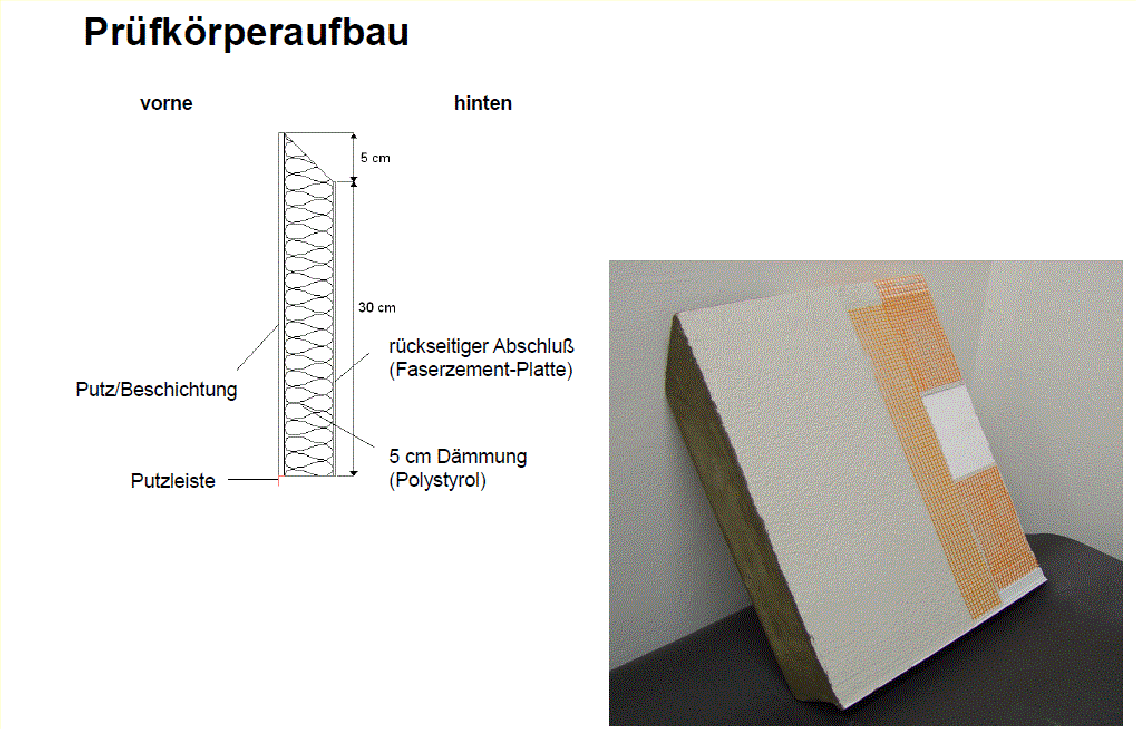 Prüfkörperaufbau
vorne
hinten
5 cm
30 cm
rückseitiger Abschluß
(Faserzement-Platte)
Putz/Beschichtung
5 cm Dämmung
(Polystyrol)
Putzleiste